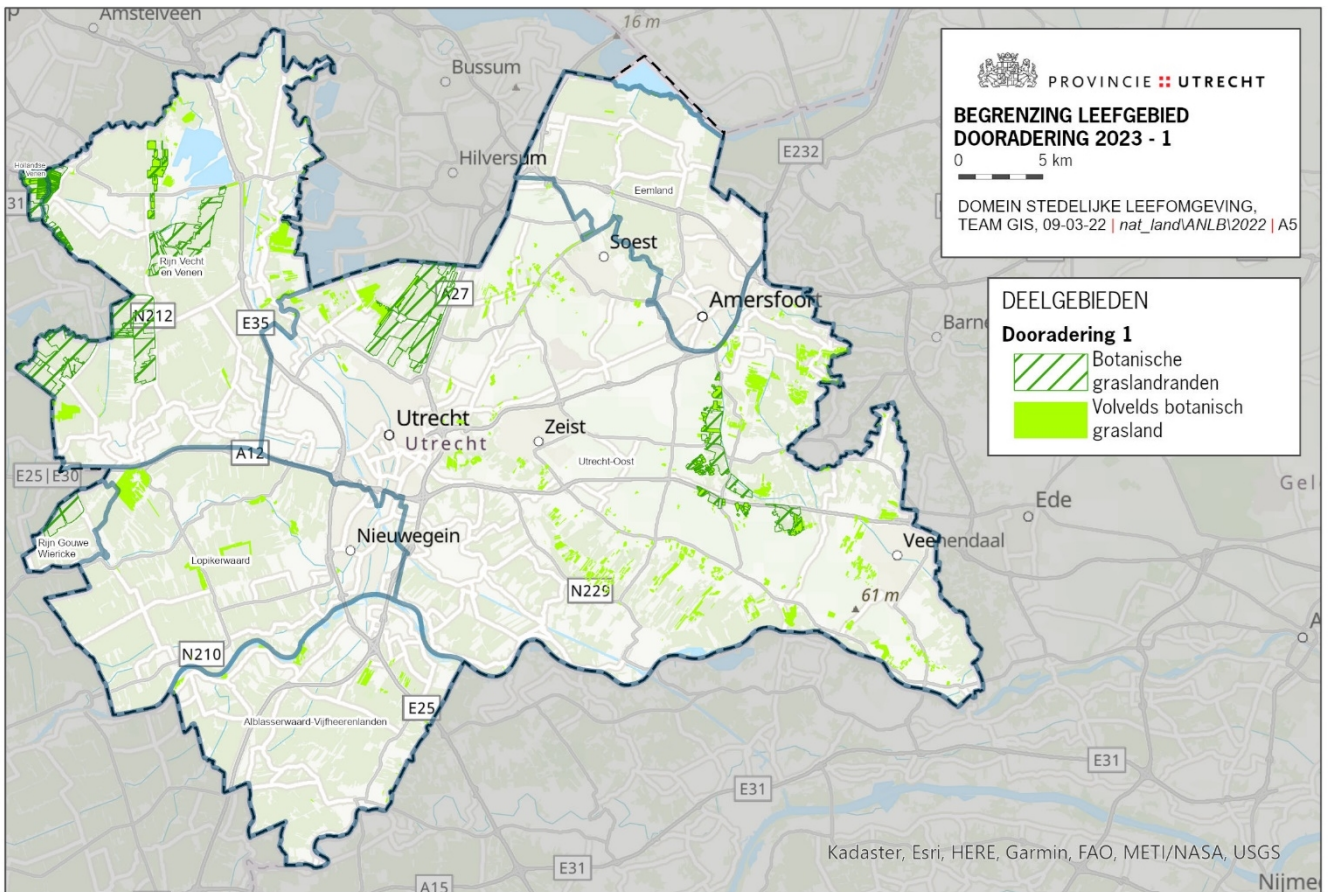 Amstelveen
16 m
Bussum
PROVINCIE UTRECHT
BEGRENZING LEEFGEBIED
DOORADERING 2023 - 1
0 5 km
DOMEIN STEDELIJKE LEEFOMGEVING,
TEAM GIS, 09-03-22 | nat_land\ANLB\2022 | A5
Hilversum
E232
Hollandse
Venen
31
Eemland
Soest
Rijn Vecht
en Venen
A27
Amersfoort
N212
E35
Barne
DEELGEBIEDEN
Dooradering 1
Botanische
graslandranden
Volvelds botanisch
grasland
Utrecht
Utrecht
Zeist
A12
Utrecht-Oost
E25|E30
Gel
Ede
Rijn Gouwe
Wiericke
Nieuwegein
Veenendaal
Lopikerwaard
N229
61 m
A
N210
E25
Alblasserwaard-Vijfheerenlanden
E31
E31
E31
A15
Kadaster, Esri, HERE, Garmin, FAO, METI/NASA, USGS
Nijme